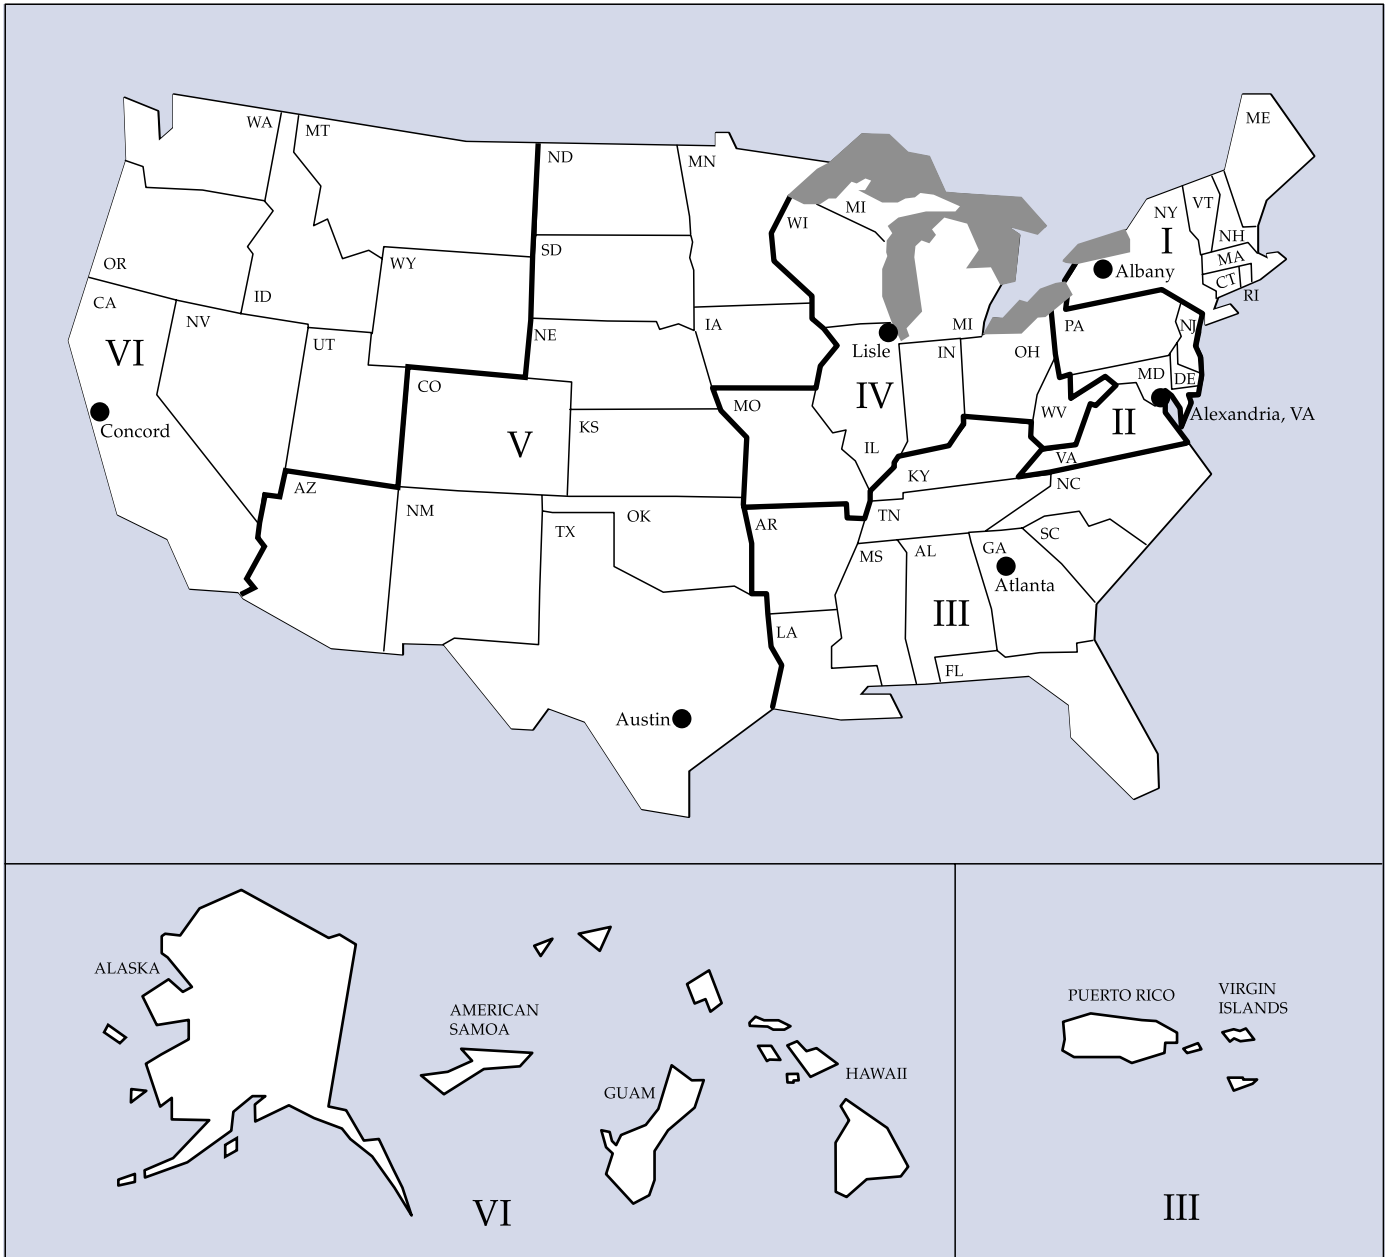 ME
WA
MT
ND
MN
VT
MI
NY
WI
NH
I
SD
MA
OR
WY
Albany
CT
RI
ID
CA
NV
IA
MI
PA
NJ
NE
UT
VI
Lisle
IN
OH
MD
DE
CO
IV
MO
WV
Concord
KS
V
II
Alexandria, VA
IL
VA
KY
AZ
NC
NM
OK
TN
TX
AR
SC
MS
AL
GA
Atlanta
III
LA
FL
Austin
ALASKA
AMERICAN
SAMOA
GUAM
HAWAII
VI
PUERTO RICO
VIRGIN
ISLANDS
III